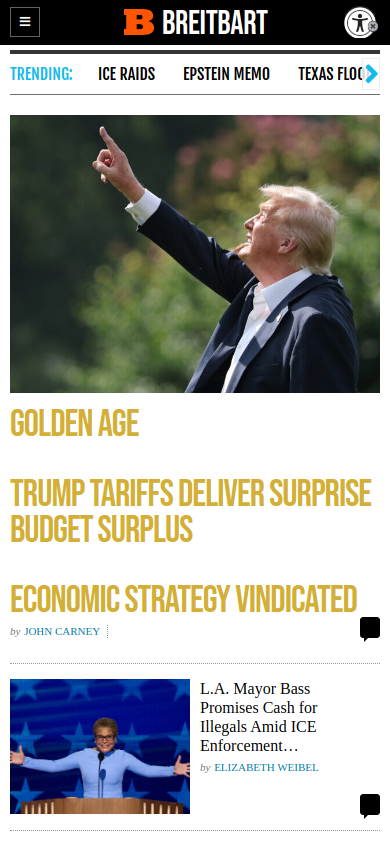 B BREITBART
TRENDING: ICE RAIDS EPSTEIN MEMO TEXAS FLOO
GOLDEN AGE
TRUMP TARIFFS DELIVER SURPRISE
BUDGET SURPLUS
ECONOMIC STRATEGY VINDICATED
by JOHN CARNEY
L.A. Mayor Bass
Promises Cash for
Illegals Amid ICE
Enforcement…
by ELIZABETH WEIBEL